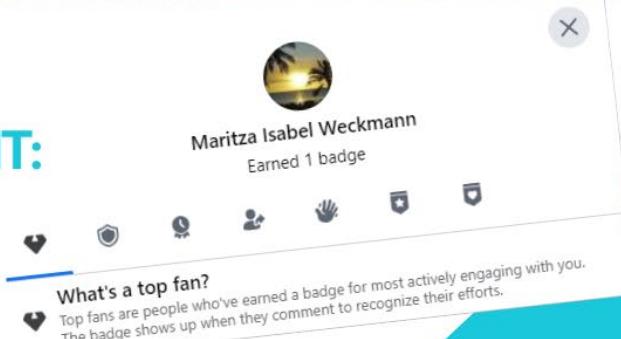 T:
Maritza Isabel Weckmann
Earned 1 badge
What's a top fan?
Top fans are people who've earned a badge for most actively engaging with you.
The badge shows up when they comment to recognize their efforts.